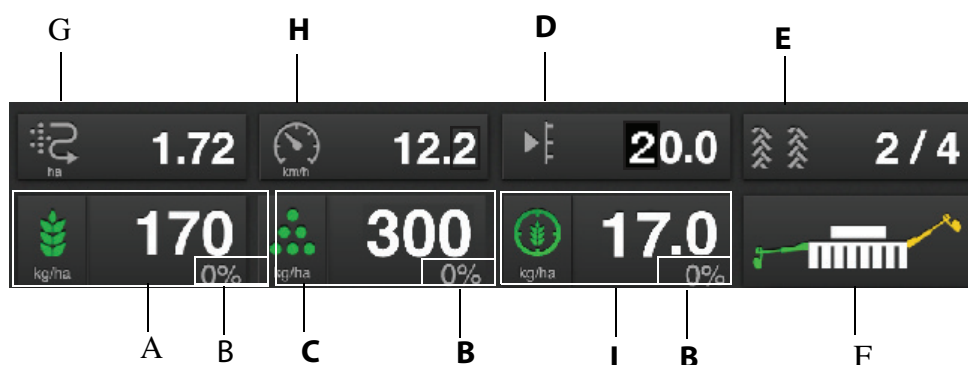 G H D E
1.72 12.2 20.0 2 / 4
ha km/h
170 300 17.0
kg/ha kg/ha kg/ha
0% 0% 0%
A B C B I B F